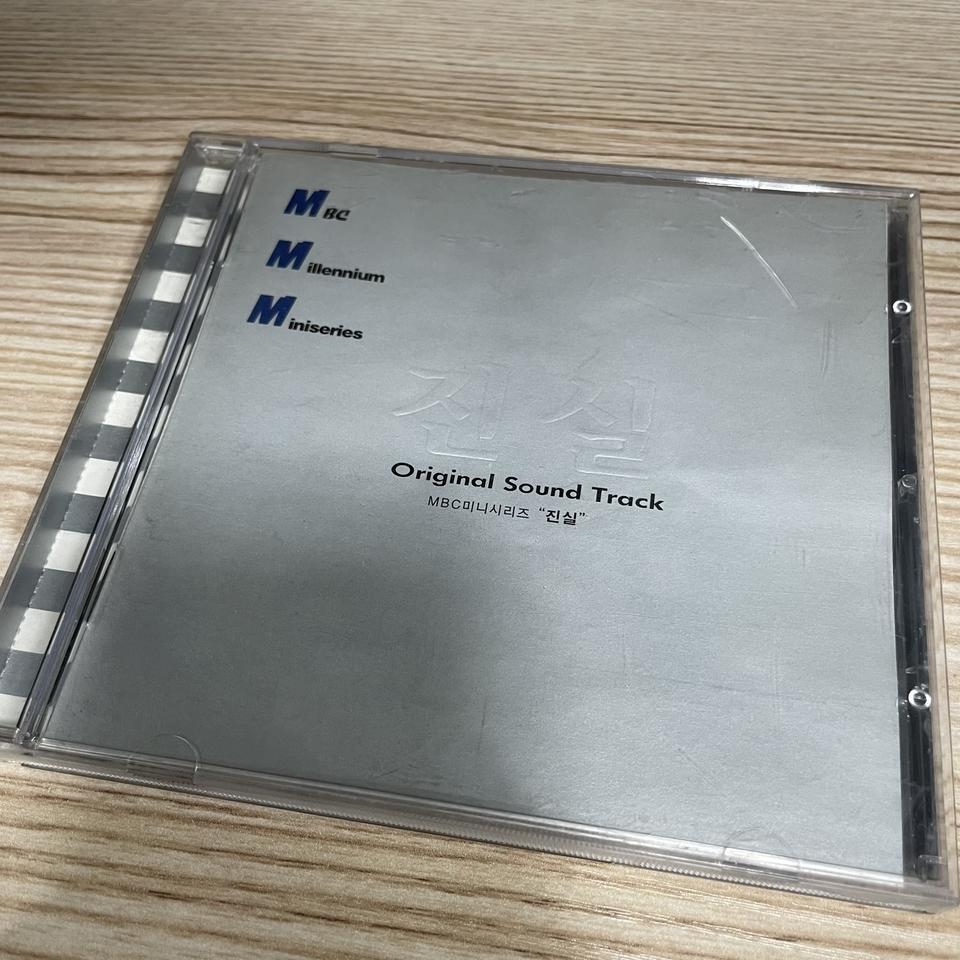 MBC
Millennium
Miniseries
진실
Original Sound Track
MBC미니시리즈 “진실”